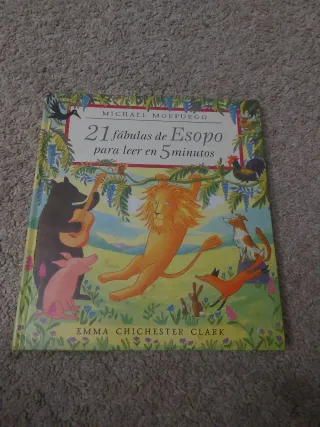 MICHAEL MORPURGO
21 fábulas de Esopo
para leer en 5 minutos
EMMA CHICHESTER CLARK